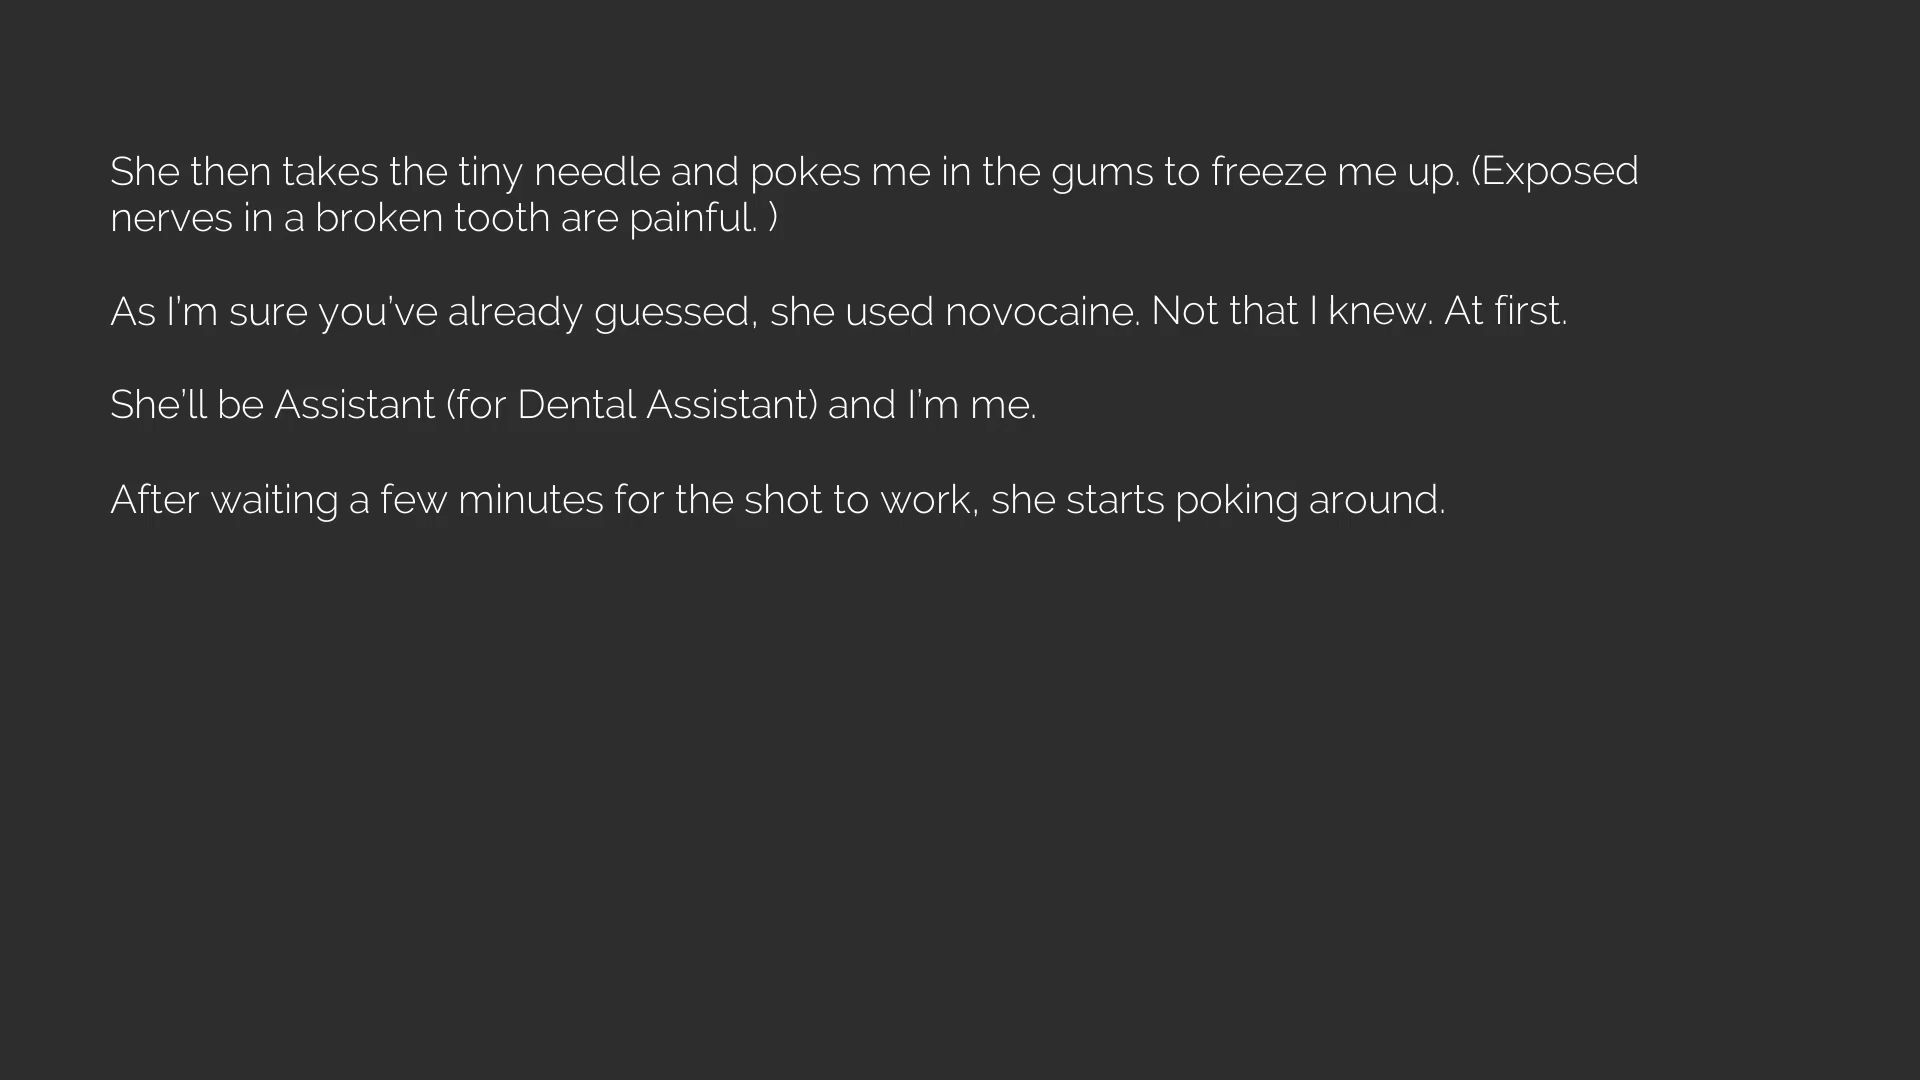 She then takes the tiny needle and pokes me in the gums to freeze me up. (Exposed
nerves in a broken tooth are painful. )
As I’m sure you’ve already guessed, she used novocaine. Not that I knew. At first.
She’ll be Assistant (for Dental Assistant) and I’m me.
After waiting a few minutes for the shot to work, she starts poking around.